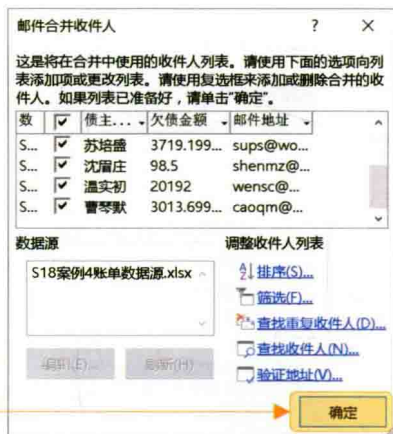 邮件合并收件人 ? ×
这是将在合并中使用的收件人列表。请使用下面的选项向列
表添加项或更改列表。请使用复选框来添加或删除合并的收
件人。如果列表已准备好，请单击"确定"。
数 债主... 欠债金额 邮件地址
S... 苏培盛 3719.199... sups@wo...
S... 沈眉庄 98.5 shenmz@...
S... 温实初 20192 wensc@...
S... 曹琴默 3013.699... caoqm@...
数据源 调整收件人列表
S18案例4账单数据源.xlsx
排序(S)...
筛选(F)...
查找重复收件人(D)...
查找收件人(N)...
验证地址(V)...
编辑(E)... 刷新(H)
确定